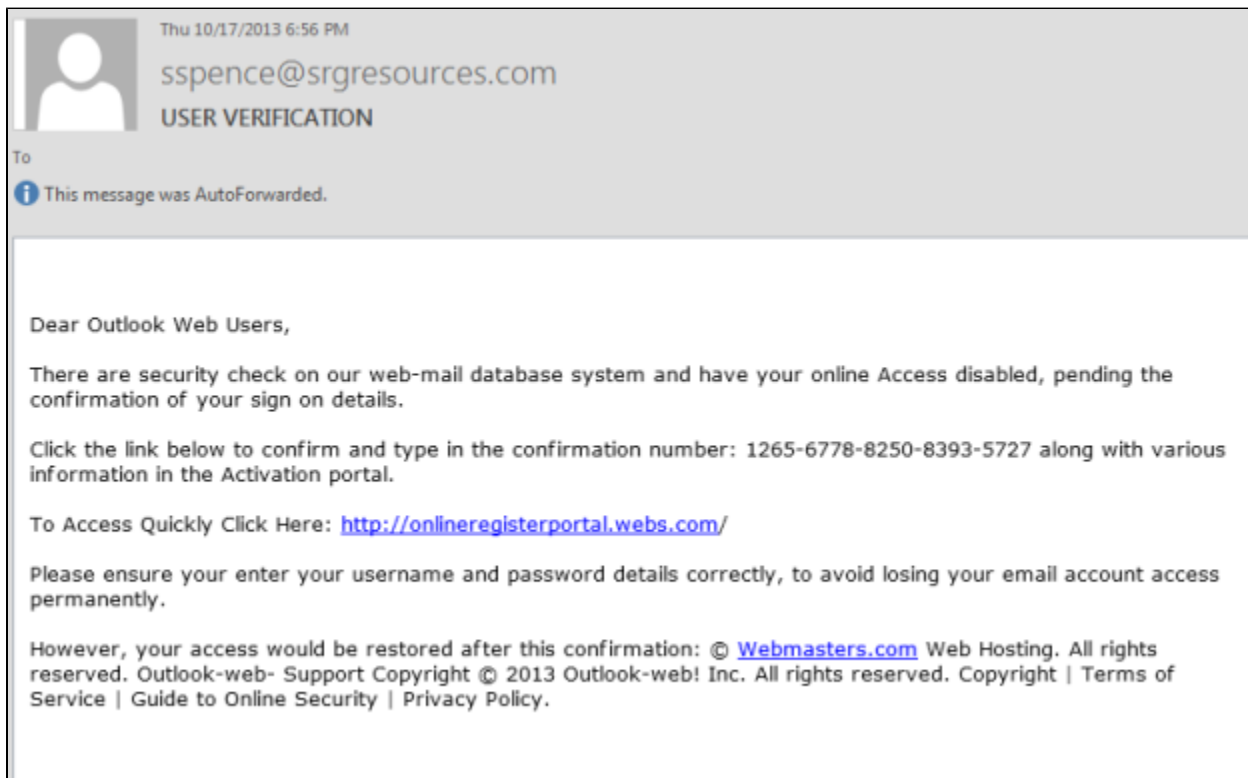 Thu 10/17/2013 6:56 PM
sspence@srgresources.com
USER VERIFICATION
To
This message was AutoForwarded.
Dear Outlook Web Users,
There are security check on our web-mail database system and have your online Access disabled, pending the
confirmation of your sign on details.
Click the link below to confirm and type in the confirmation number: 1265-6778-8250-8393-5727 along with various
information in the Activation portal.
To Access Quickly Click Here: http://onlineregisterportal.webs.com/
Please ensure your enter your username and password details correctly, to avoid losing your email account access
permanently.
However, your access would be restored after this confirmation: © Webmasters.com Web Hosting. All rights
reserved. Outlook-web- Support Copyright © 2013 Outlook-web! Inc. All rights reserved. Copyright | Terms of
Service | Guide to Online Security | Privacy Policy.